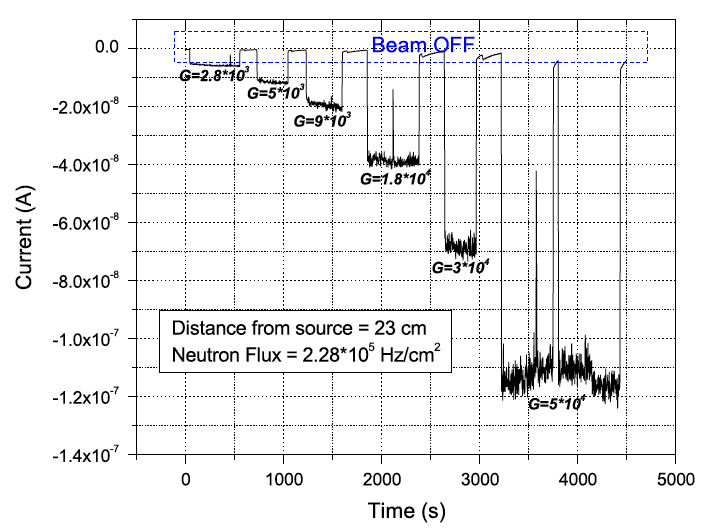 Beam OFF
0.0
-2.0x10⁻⁸
-4.0x10⁻⁸
-6.0x10⁻⁸
-8.0x10⁻⁸
-1.0x10⁻⁷
-1.2x10⁻⁷
-1.4x10⁻⁷
Current (A)
G=2.8*10³
G=5*10³
G=9*10³
G=1.8*10⁴
G=3*10⁴
G=5*10⁴
Distance from source = 23 cm
Neutron Flux = 2.28*10⁵ Hz/cm²
0 1000 2000 3000 4000 5000
Time (s)